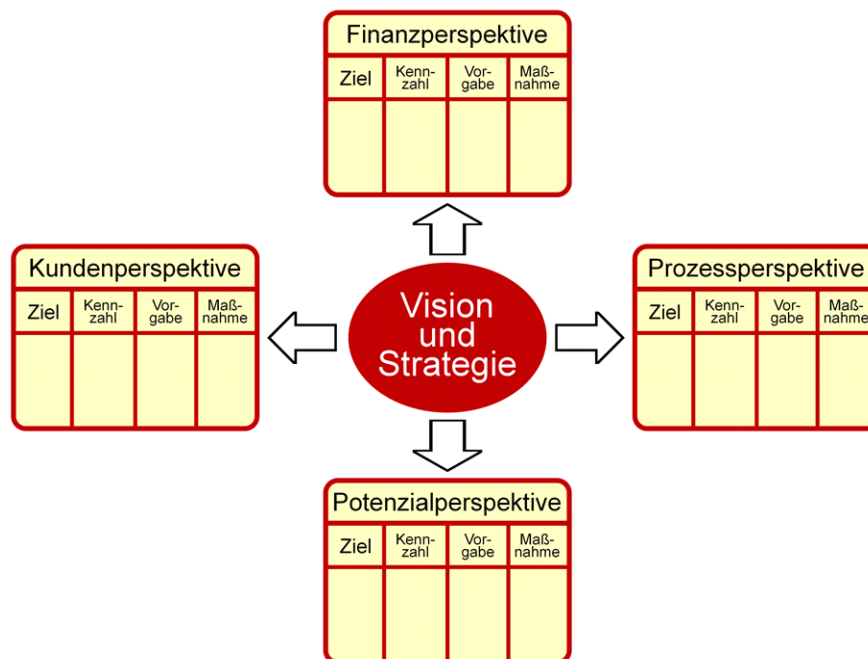 Finanzperspektive
Ziel
Kenn-
zahl
Vor-
gabe
Maß-
nahme
Kundenperspektive
Ziel
Kenn-
zahl
Vor-
gabe
Maß-
nahme
Vision
und
Strategie
Prozessperspektive
Ziel
Kenn-
zahl
Vor-
gabe
Maß-
nahme
Potenzialperspektive
Ziel
Kenn-
zahl
Vor-
gabe
Maß-
nahme